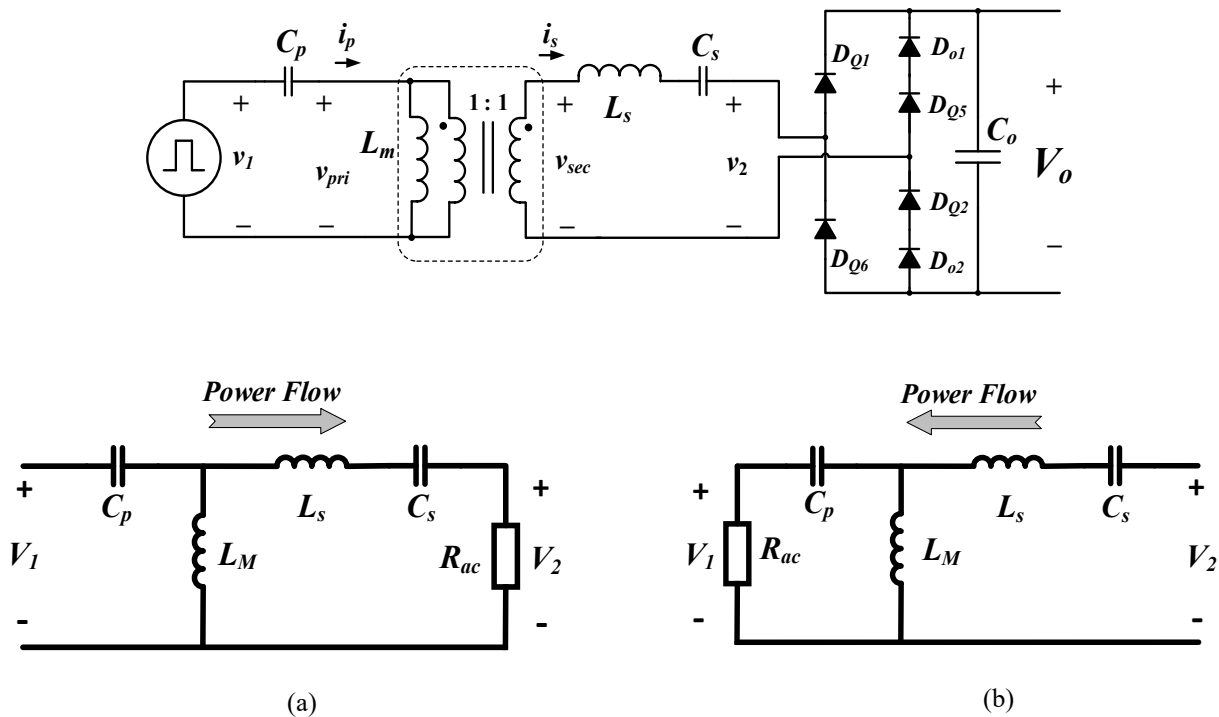 C_p i_p i_s C_s D_Q1 D_o1
+ + 1 : 1 + L_s + D_Q5 +
v_1 L_m v_pri v_sec v_2 C_o V_o
D_Q2
− − − − D_Q6 D_o2 −
Power Flow Power Flow
+ C_p L_s C_s + + C_p L_s C_s +
V_1 L_M R_ac V_2 V_1 R_ac L_M V_2
- - - -
(a) (b)